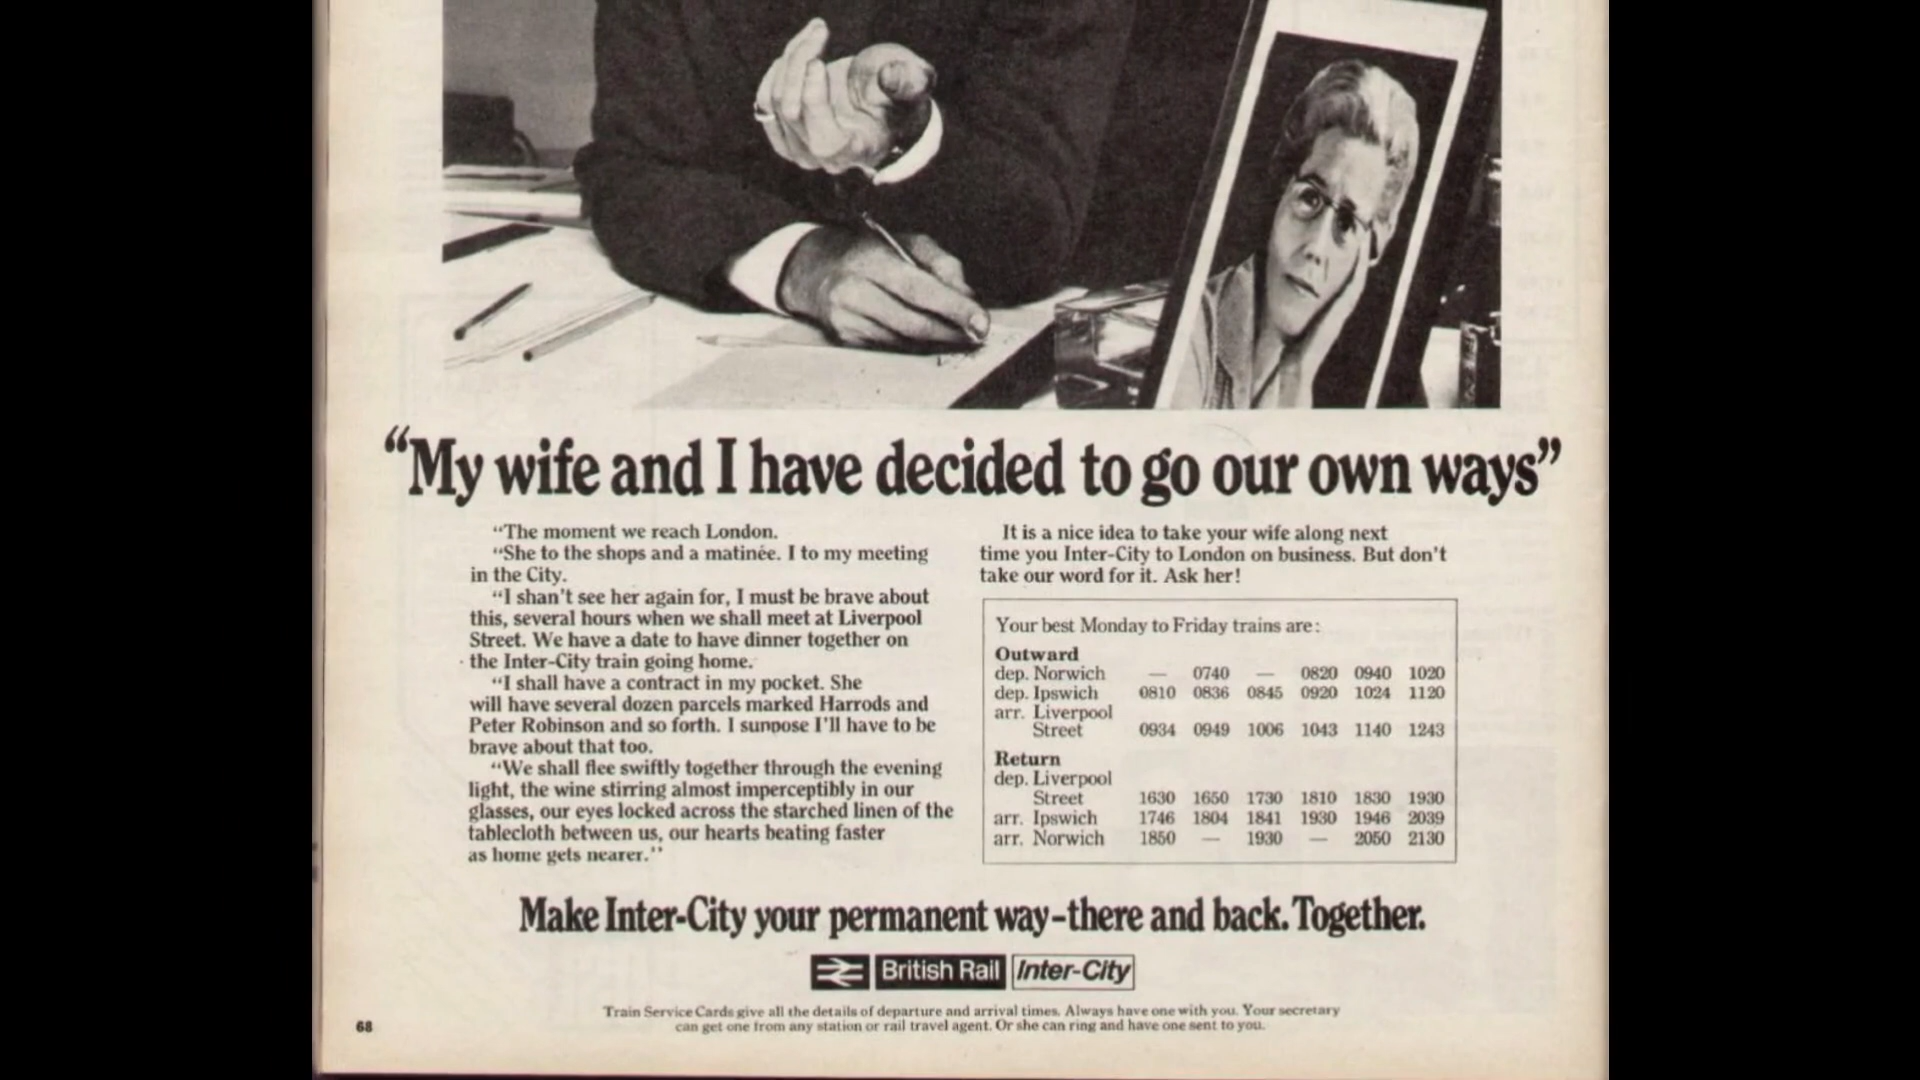 “My wife and I have decided to go our own ways”
“The moment we reach London.
“She to the shops and a matinée. I to my meeting
in the City.
“I shan't see her again for, I must be brave about
this, several hours when we shall meet at Liverpool
Street. We have a date to have dinner together on
the Inter-City train going home.
“I shall have a contract in my pocket. She
will have several dozen parcels marked Harrods and
Peter Robinson and so forth. I suppose I'll have to be
brave about that too.
“We shall flee swiftly together through the evening
light, the wine stirring almost imperceptibly in our
glasses, our eyes locked across the starched linen of the
tablecloth between us, our hearts beating faster
as home gets nearer.”
It is a nice idea to take your wife along next
time you Inter-City to London on business. But don't
take our word for it. Ask her!
Your best Monday to Friday trains are:
Outward
dep. Norwich — 0740 — 0820 0940 1020
dep. Ipswich 0810 0836 0845 0920 1024 1120
arr. Liverpool
Street 0934 0949 1006 1043 1140 1243
Return
dep. Liverpool
Street 1630 1650 1730 1810 1830 1930
arr. Ipswich 1746 1804 1841 1930 1946 2039
arr. Norwich 1850 — 1930 — 2050 2130
Make Inter-City your permanent way–there and back. Together.
British Rail Inter-City
Train Service Cards give all the details of departure and arrival times. Always have one with you. Your secretary
can get one from any station or rail travel agent. Or she can ring and have one sent to you.
68